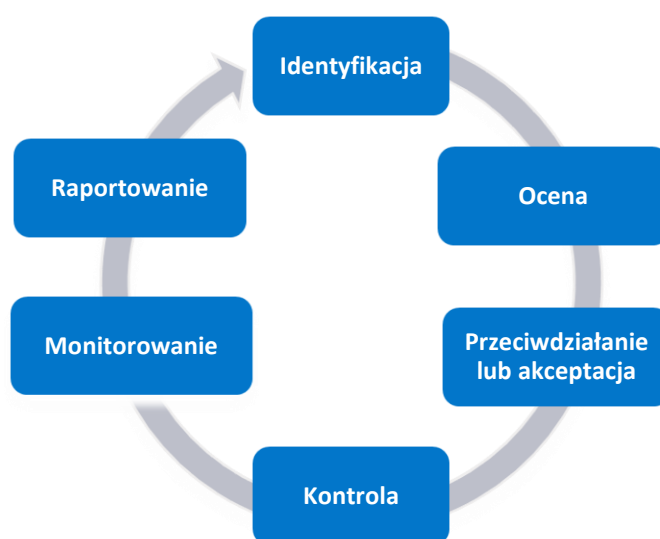 Identyfikacja
Ocena
Przeciwdziałanie
lub akceptacja
Kontrola
Monitorowanie
Raportowanie